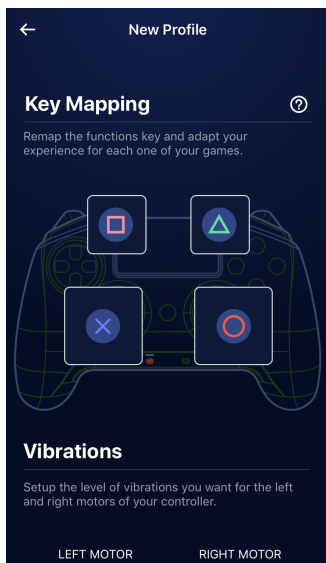 New Profile
Key Mapping
Remap the functions key and adapt your
experience for each one of your games.
Vibrations
Setup the level of vibrations you want for the left
and right motors of your controller.
LEFT MOTOR RIGHT MOTOR